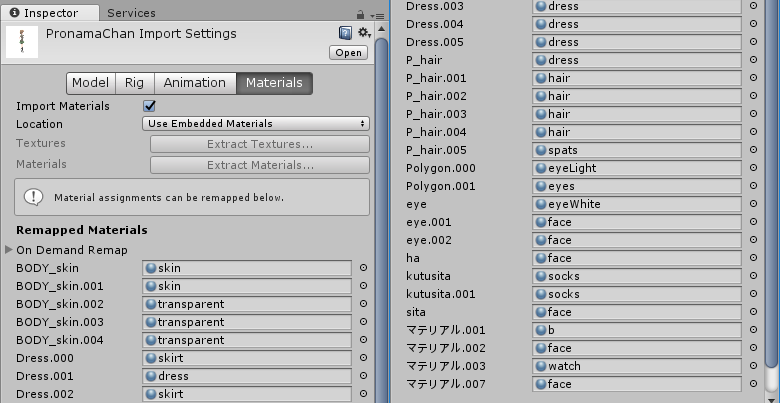 Inspector Services
PronamaChan Import Settings
Open
Model Rig Animation Materials
Import Materials
Location Use Embedded Materials
Textures Extract Textures...
Materials Extract Materials...
Material assignments can be remapped below.
Remapped Materials
On Demand Remap
BODY_skin skin
BODY_skin.001 skin
BODY_skin.002 transparent
BODY_skin.003 transparent
BODY_skin.004 transparent
Dress.000 skirt
Dress.001 dress
Dress.002 skirt
Dress.003 dress
Dress.004 dress
Dress.005 dress
P_hair dress
P_hair.001 hair
P_hair.002 hair
P_hair.003 hair
P_hair.004 hair
P_hair.005 spats
Polygon.000 eyeLight
Polygon.001 eyes
eye eyeWhite
eye.001 face
eye.002 face
ha face
kutusita socks
kutusita.001 socks
sita face
マテリアル.001 b
マテリアル.002 face
マテリアル.003 watch
マテリアル.007 face